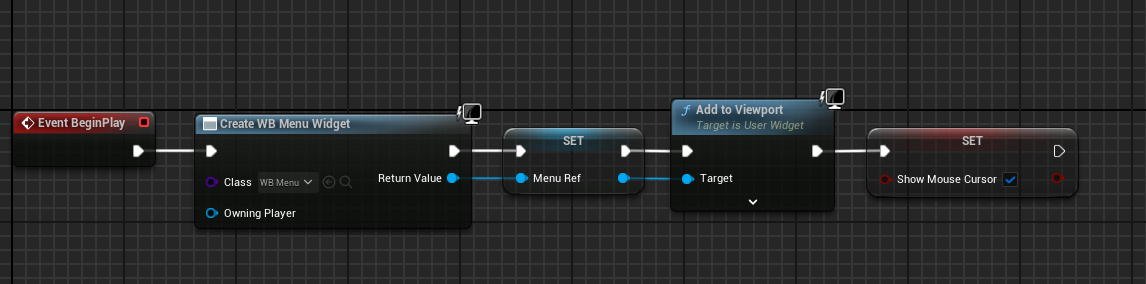 Event BeginPlay
Create WB Menu Widget
Class
WB Menu
Return Value
Owning Player
SET
Menu Ref
f Add to Viewport
Target is User Widget
Target
SET
Show Mouse Cursor